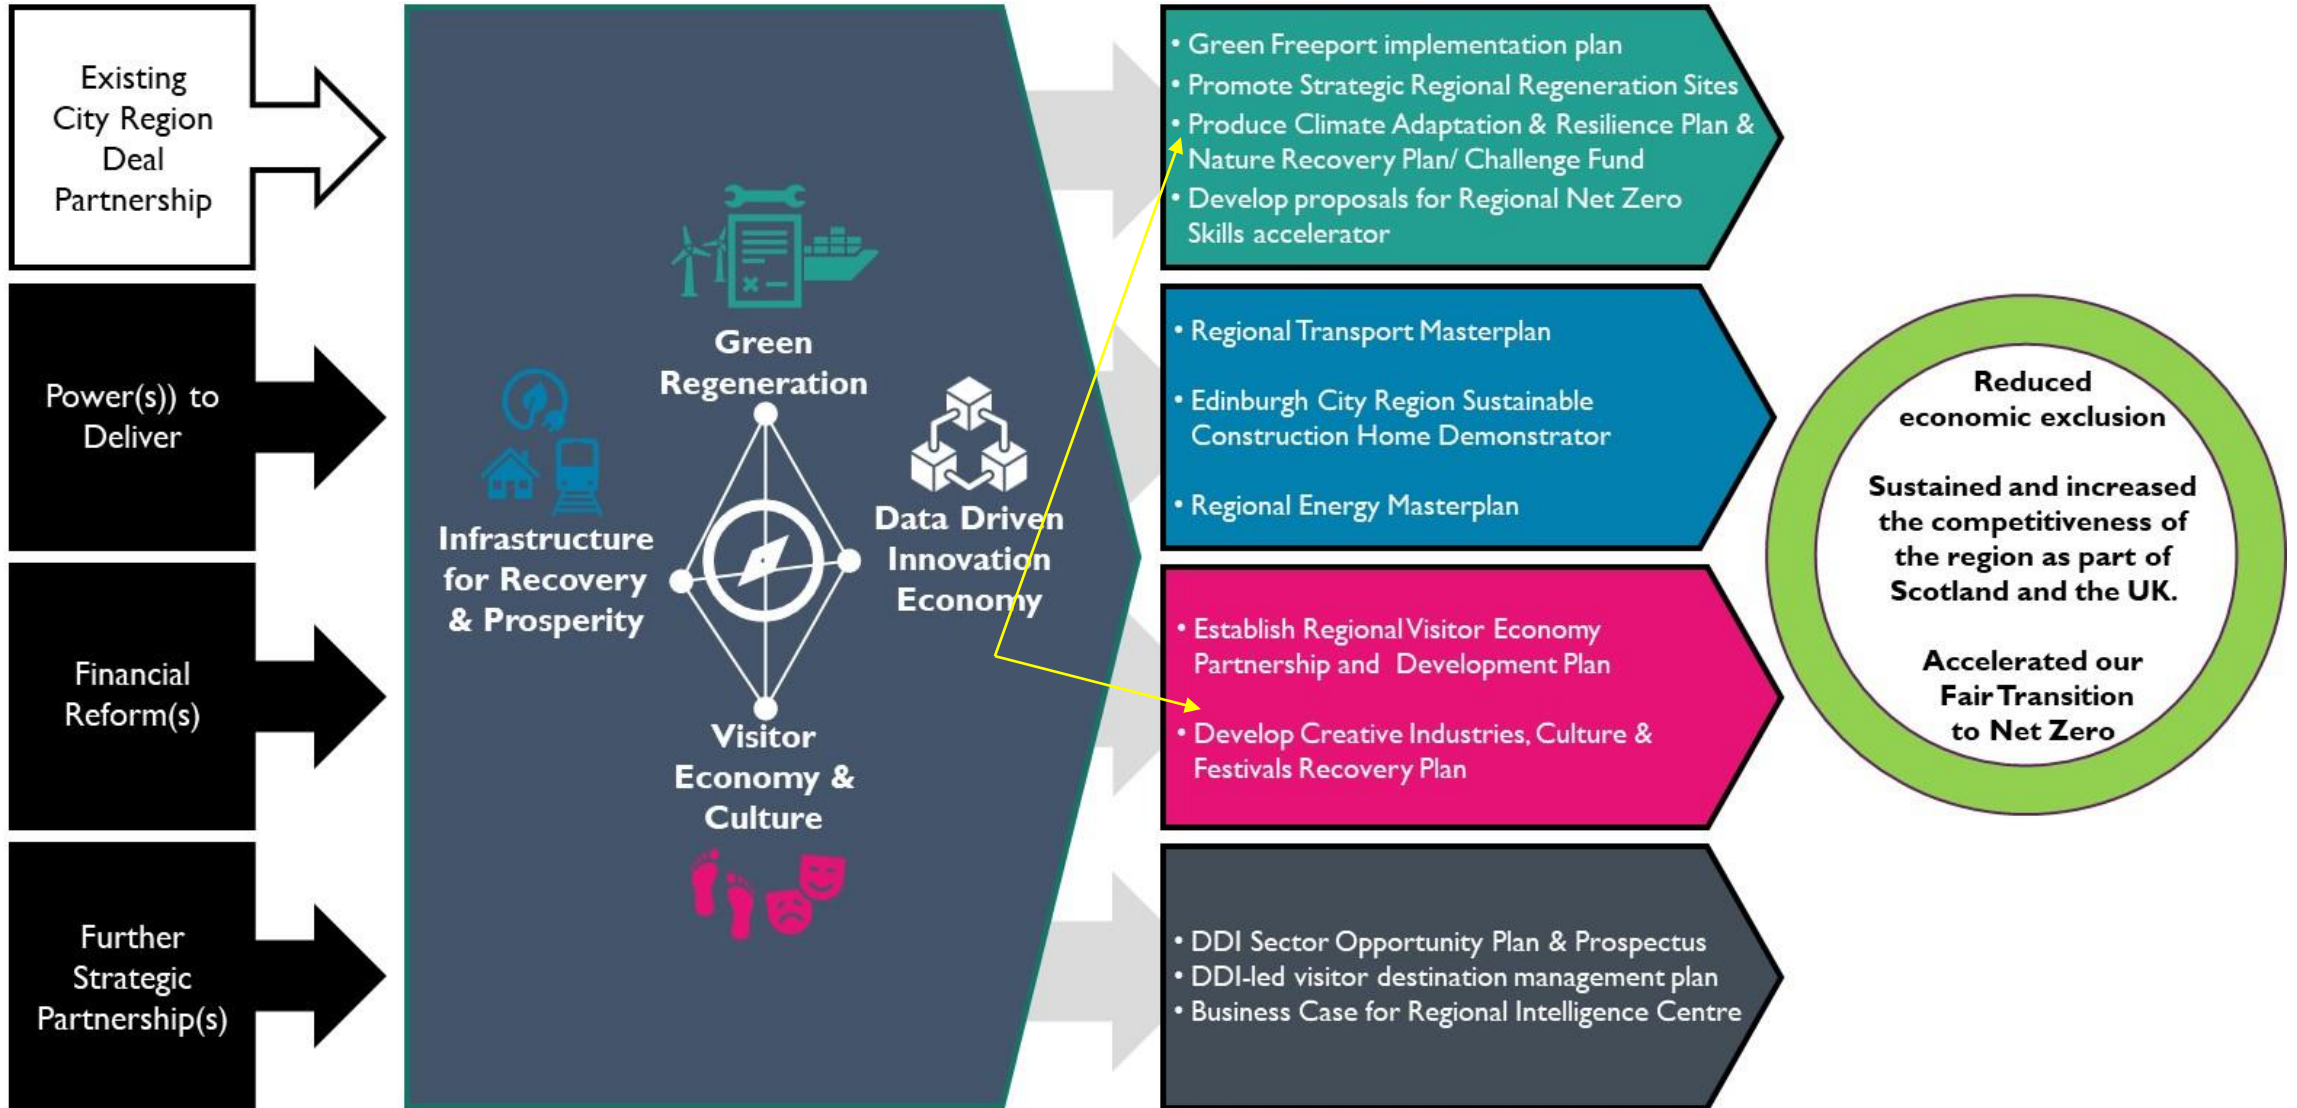 Existing
City Region
Deal
Partnership
Power(s)) to
Deliver
Financial
Reform(s)
Further
Strategic
Partnership(s)
Green
Regeneration
Infrastructure
for Recovery
& Prosperity
Data Driven
Innovation
Economy
Visitor
Economy &
Culture
• Green Freeport implementation plan
• Promote Strategic Regional Regeneration Sites
• Produce Climate Adaptation & Resilience Plan &
Nature Recovery Plan/ Challenge Fund
• Develop proposals for Regional Net Zero
Skills accelerator
• Regional Transport Masterplan
• Edinburgh City Region Sustainable
Construction Home Demonstrator
• Regional Energy Masterplan
• Establish Regional Visitor Economy
Partnership and Development Plan
• Develop Creative Industries, Culture &
Festivals Recovery Plan
• DDI Sector Opportunity Plan & Prospectus
• DDI-led visitor destination management plan
• Business Case for Regional Intelligence Centre
Reduced
economic exclusion
Sustained and increased
the competitiveness of
the region as part of
Scotland and the UK.
Accelerated our
Fair Transition
to Net Zero